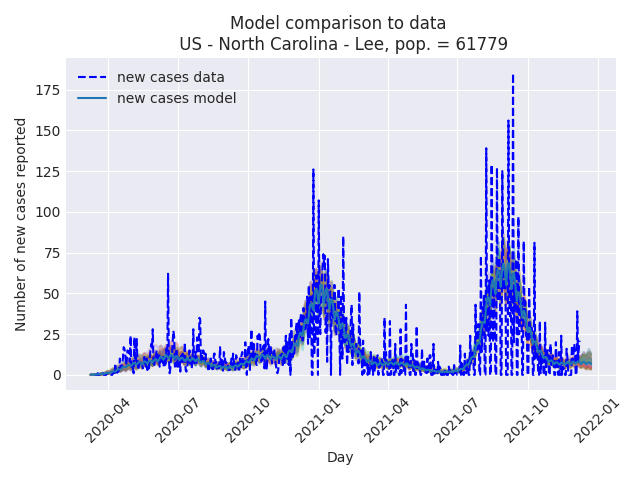 Model comparison to data
US - North Carolina - Lee, pop. = 61779
new cases data
new cases model
Number of new cases reported
175
150
125
100
75
50
25
0
2020-04
2020-07
2020-10
2021-01
2021-04
2021-07
2021-10
2022-01
Day